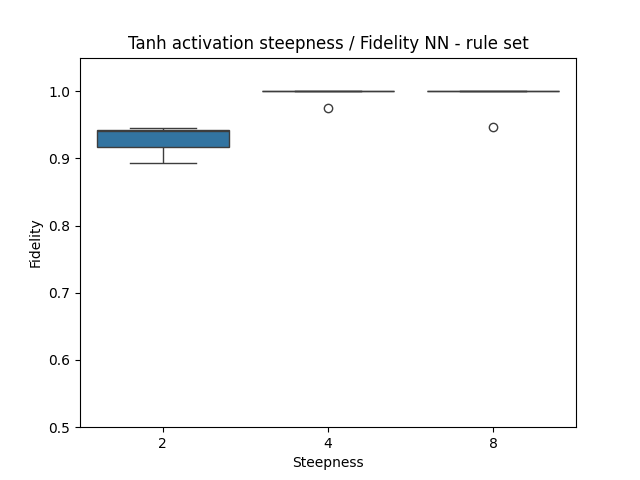 Tanh activation steepness / Fidelity NN - rule set
1.0
0.9
0.8
0.7
0.6
0.5
Fidelity
2 4 8
Steepness